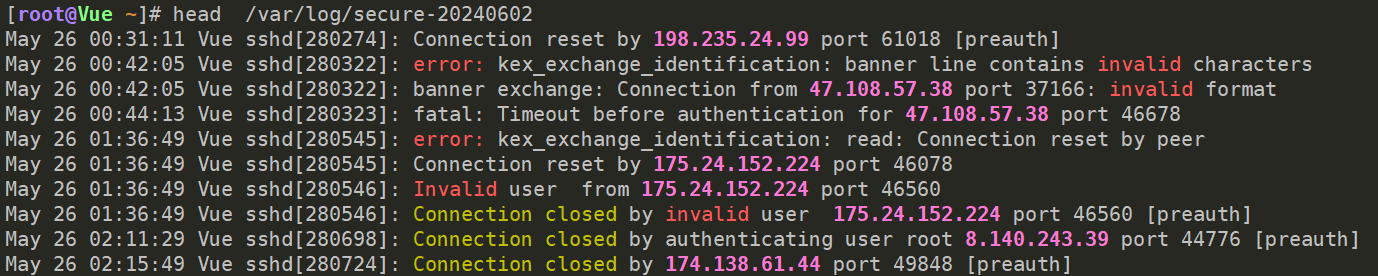 [root@Vue ~]# head  /var/log/secure-20240602
May 26 00:31:11 Vue sshd[280274]: Connection reset by 198.235.24.99 port 61018 [preauth]
May 26 00:42:05 Vue sshd[280322]: error: kex_exchange_identification: banner line contains invalid characters
May 26 00:42:05 Vue sshd[280322]: banner exchange: Connection from 47.108.57.38 port 37166: invalid format
May 26 00:44:13 Vue sshd[280323]: fatal: Timeout before authentication for 47.108.57.38 port 46678
May 26 01:36:49 Vue sshd[280545]: error: kex_exchange_identification: read: Connection reset by peer
May 26 01:36:49 Vue sshd[280545]: Connection reset by 175.24.152.224 port 46078
May 26 01:36:49 Vue sshd[280546]: Invalid user  from 175.24.152.224 port 46560
May 26 01:36:49 Vue sshd[280546]: Connection closed by invalid user  175.24.152.224 port 46560 [preauth]
May 26 02:11:29 Vue sshd[280698]: Connection closed by authenticating user root 8.140.243.39 port 44776 [preauth]
May 26 02:15:49 Vue sshd[280724]: Connection closed by 174.138.61.44 port 49848 [preauth]